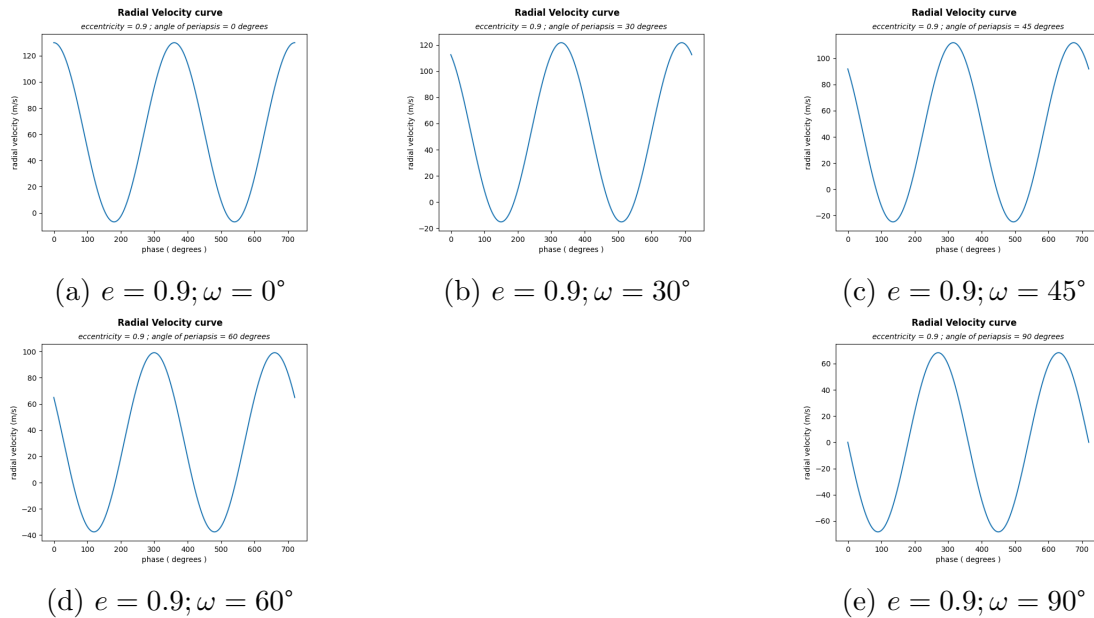 Radial Velocity curve
eccentricity = 0.9 ; angle of periapsis = 0 degrees
radial velocity (m/s)
120
100
80
60
40
20
0
0 100 200 300 400 500 600 700
phase ( degrees )
(a) e = 0.9; ω = 0°
Radial Velocity curve
eccentricity = 0.9 ; angle of periapsis = 30 degrees
radial velocity (m/s)
120
100
80
60
40
20
0
−20
0 100 200 300 400 500 600 700
phase ( degrees )
(b) e = 0.9; ω = 30°
Radial Velocity curve
eccentricity = 0.9 ; angle of periapsis = 45 degrees
radial velocity (m/s)
100
80
60
40
20
0
−20
0 100 200 300 400 500 600 700
phase ( degrees )
(c) e = 0.9; ω = 45°
Radial Velocity curve
eccentricity = 0.9 ; angle of periapsis = 60 degrees
radial velocity (m/s)
100
80
60
40
20
0
−20
−40
0 100 200 300 400 500 600 700
phase ( degrees )
(d) e = 0.9; ω = 60°
Radial Velocity curve
eccentricity = 0.9 ; angle of periapsis = 90 degrees
radial velocity (m/s)
60
40
20
0
−20
−40
−60
0 100 200 300 400 500 600 700
phase ( degrees )
(e) e = 0.9; ω = 90°